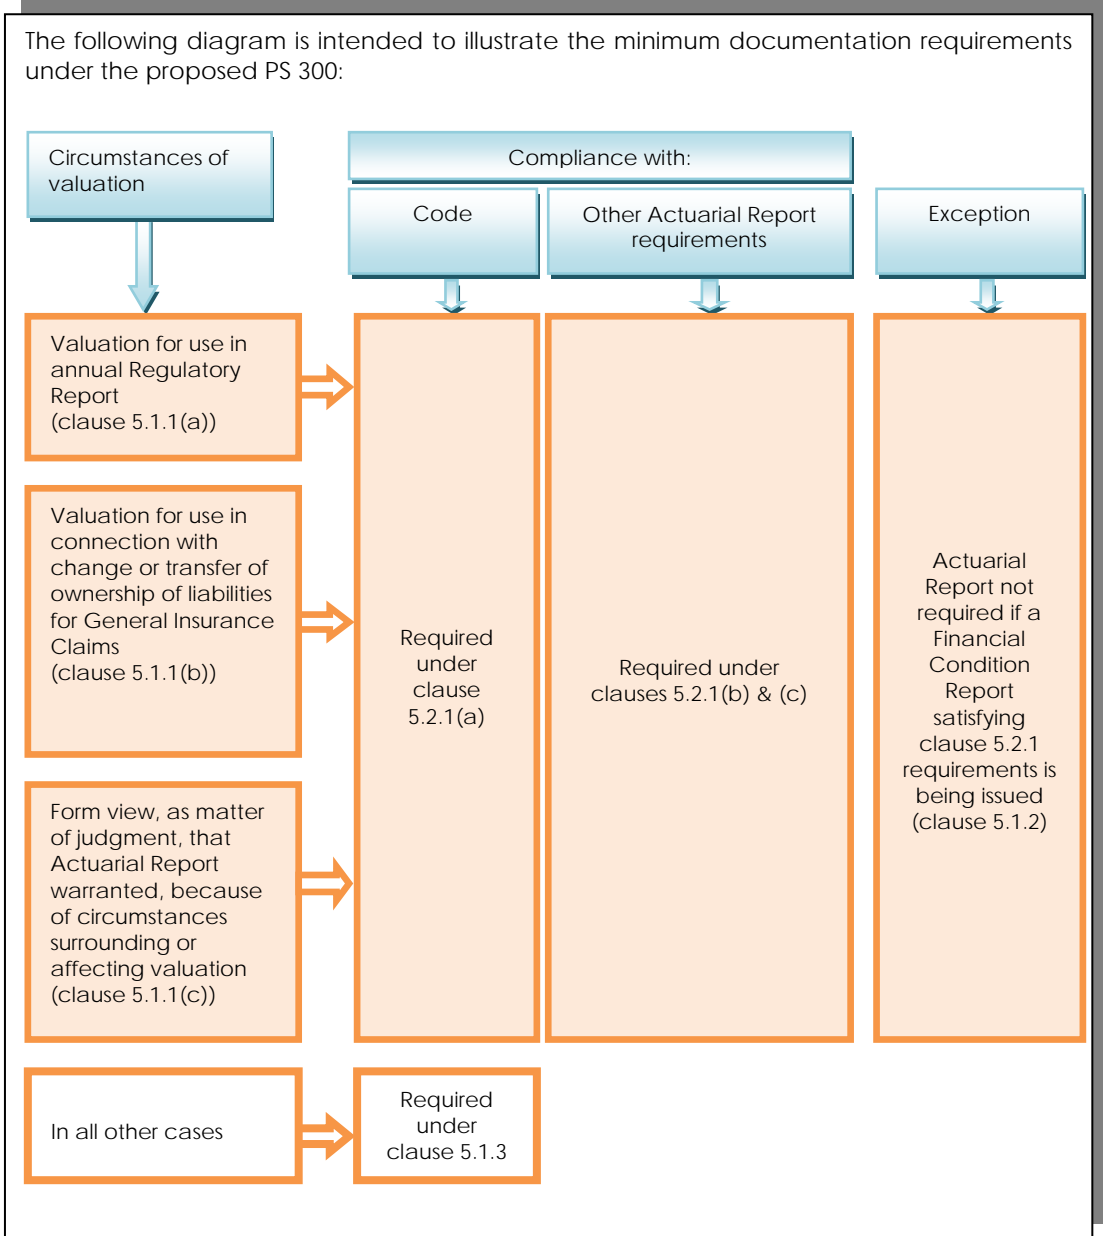 The following diagram is intended to illustrate the minimum documentation requirements
under the proposed PS 300:
Circumstances of
valuation
Compliance with:
Code
Other Actuarial Report
requirements
Exception
Valuation for use in
annual Regulatory
Report
(clause 5.1.1(a))
Valuation for use in
connection with
change or transfer of
ownership of liabilities
for General Insurance
Claims
(clause 5.1.1(b))
Form view, as matter
of judgment, that
Actuarial Report
warranted, because
of circumstances
surrounding or
affecting valuation
(clause 5.1.1(c))
Required
under
clause
5.2.1(a)
Required under
clauses 5.2.1(b) & (c)
Actuarial
Report not
required if a
Financial
Condition
Report
satisfying
clause 5.2.1
requirements is
being issued
(clause 5.1.2)
In all other cases
Required
under
clause 5.1.3